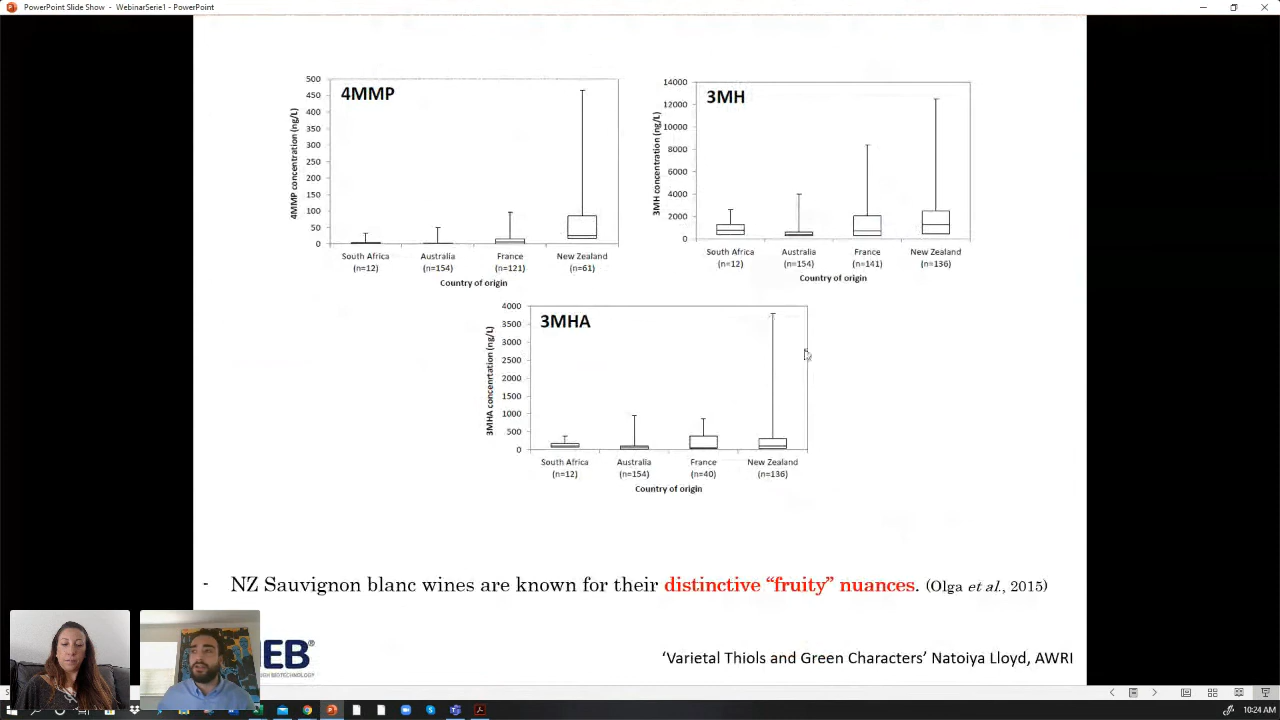 PowerPoint Slide Show - WebinarSerie1 - PowerPoint
4MMP
4MMP concentration (ng/L)
500
450
400
350
300
250
200
150
100
50
0
South Africa (n=12)
Australia (n=154)
France (n=121)
New Zealand (n=61)
Country of origin
3MH
3MH concentration (ng/L)
14000
12000
10000
8000
6000
4000
2000
0
South Africa (n=12)
Australia (n=154)
France (n=141)
New Zealand (n=136)
Country of origin
3MHA
3MHA concenrtation (ng/L)
4000
3500
3000
2500
2000
1500
1000
500
0
South Africa (n=12)
Australia (n=154)
France (n=40)
New Zealand (n=136)
Country of origin
- NZ Sauvignon blanc wines are known for their distinctive “fruity” nuances. (Olga et al., 2015)
EB®
‘Varietal Thiols and Green Characters’ Natoiya Lloyd, AWRI
10:24 AM